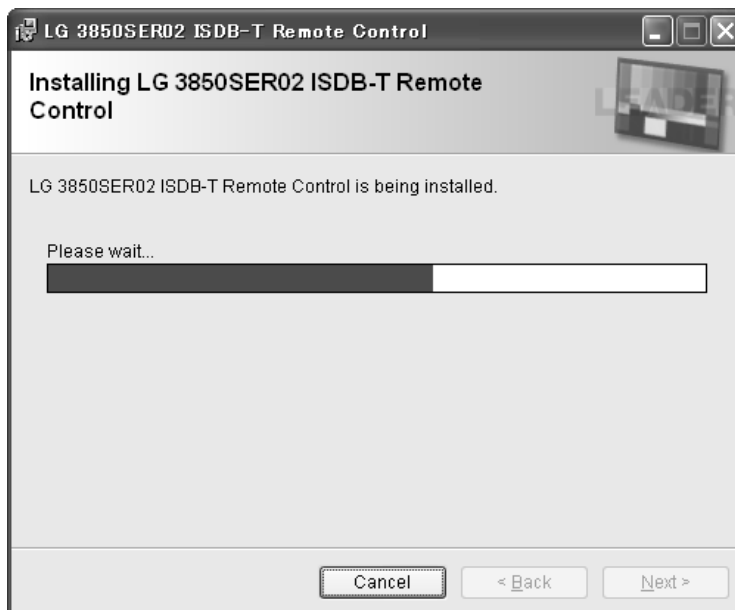 LG 3850SER02 ISDB-T Remote Control
Installing LG 3850SER02 ISDB-T Remote
Control
LEADER
LG 3850SER02 ISDB-T Remote Control is being installed.
Please wait...
Cancel
< Back
Next >